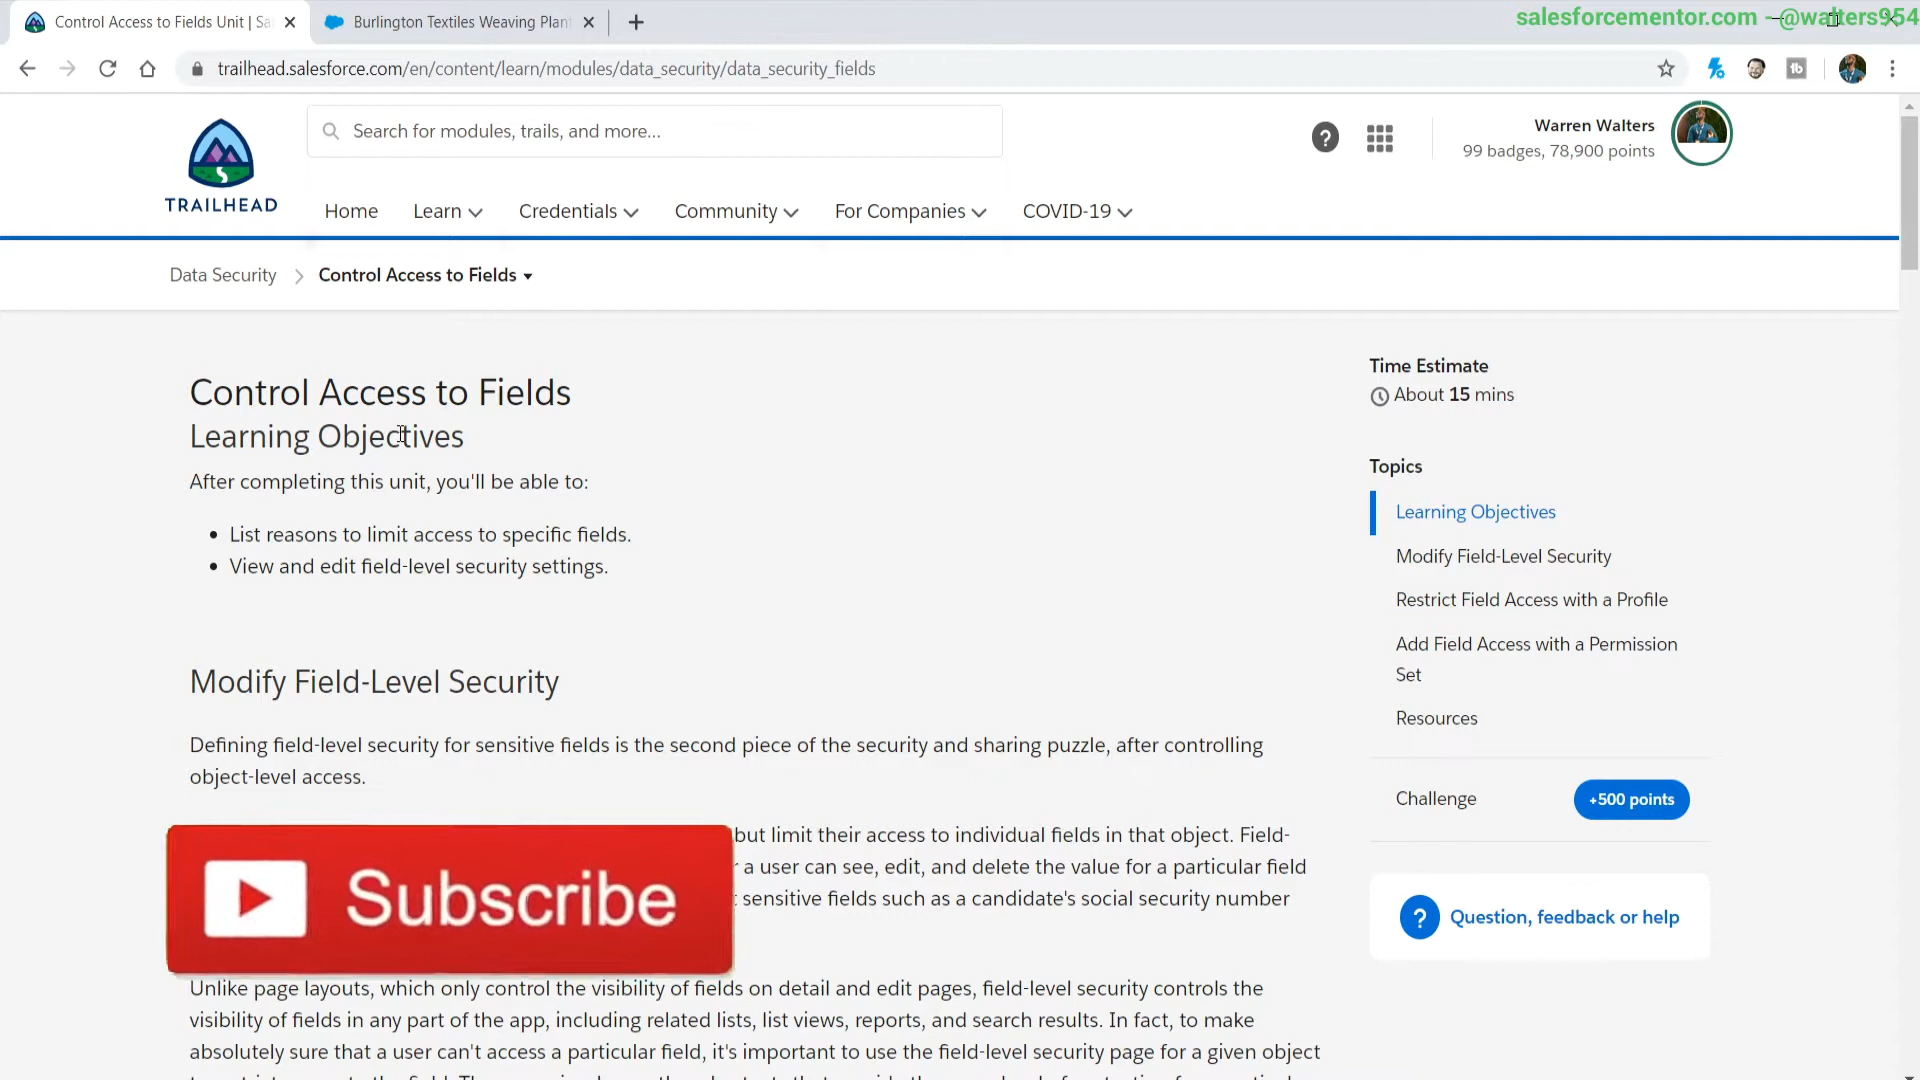 Control Access to Fields Unit | Sa
Burlington Textiles Weaving Plant
salesforcementor.com - @walters954
trailhead.salesforce.com/en/content/learn/modules/data_security/data_security_fields
Search for modules, trails, and more...
Warren Walters
99 badges, 78,900 points
TRAILHEAD
Home
Learn
Credentials
Community
For Companies
COVID-19
Data Security
Control Access to Fields
Control Access to Fields
Learning Objectives
After completing this unit, you'll be able to:
List reasons to limit access to specific fields.
View and edit field-level security settings.
Modify Field-Level Security
Defining field-level security for sensitive fields is the second piece of the security and sharing puzzle, after controlling
object-level access.
but limit their access to individual fields in that object. Field-
a user can see, edit, and delete the value for a particular field
sensitive fields such as a candidate's social security number
Subscribe
Unlike page layouts, which only control the visibility of fields on detail and edit pages, field-level security controls the
visibility of fields in any part of the app, including related lists, list views, reports, and search results. In fact, to make
absolutely sure that a user can't access a particular field, it's important to use the field-level security page for a given object
Time Estimate
About 15 mins
Topics
Learning Objectives
Modify Field-Level Security
Restrict Field Access with a Profile
Add Field Access with a Permission
Set
Resources
Challenge
+500 points
? Question, feedback or help